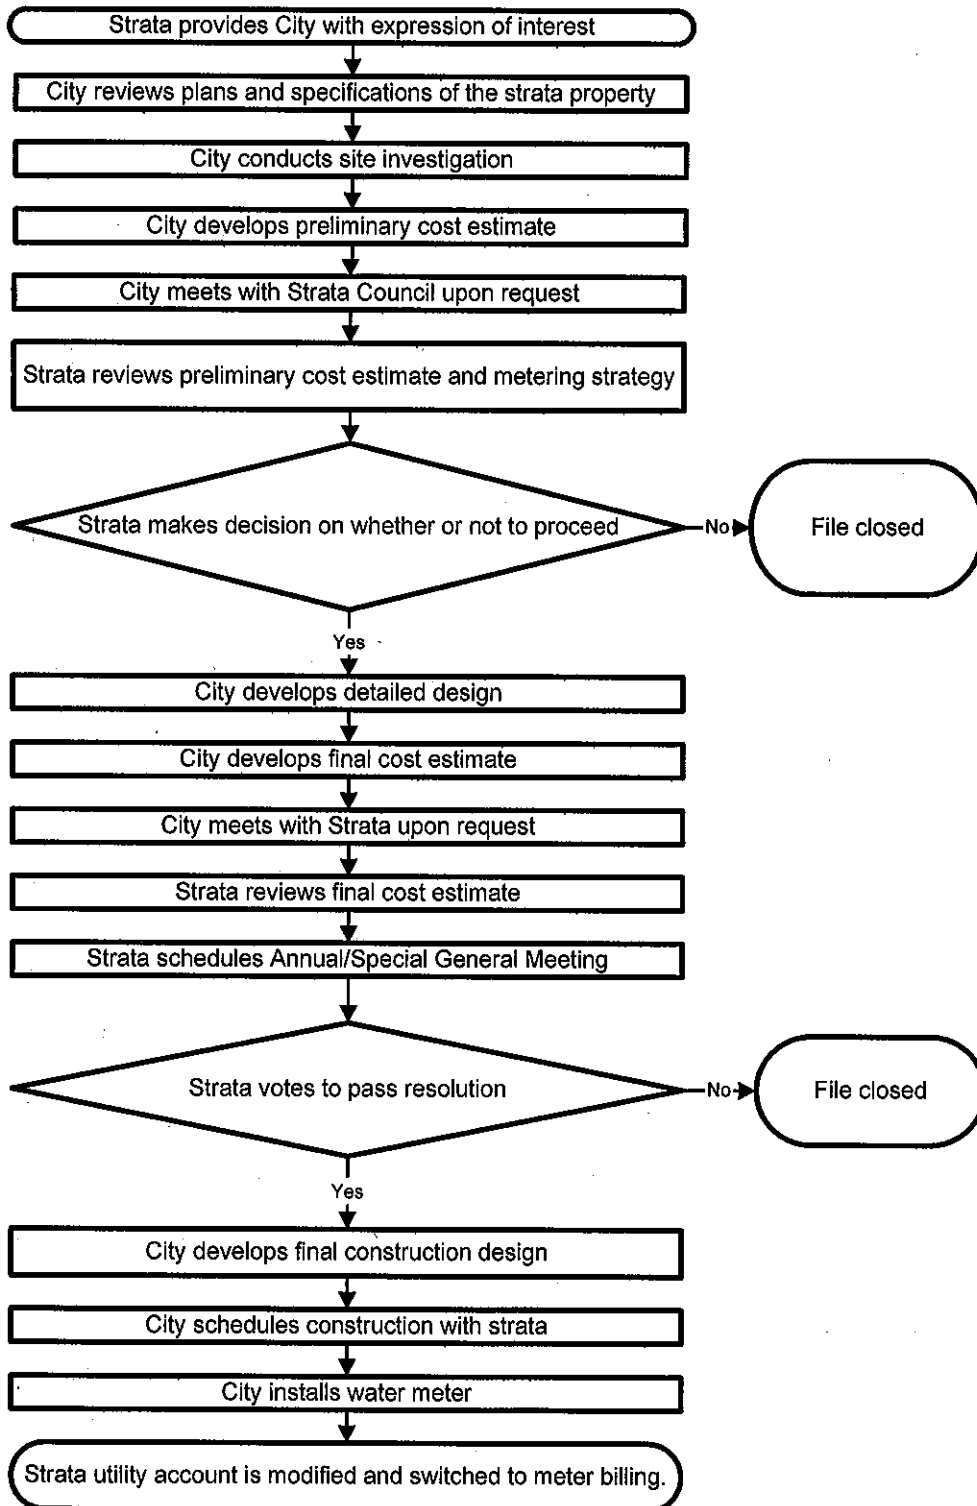 Strata provides City with expression of interest
City reviews plans and specifications of the strata property
City conducts site investigation
City develops preliminary cost estimate
City meets with Strata Council upon request
Strata reviews preliminary cost estimate and metering strategy
Strata makes decision on whether or not to proceed
No
File closed
Yes
City develops detailed design
City develops final cost estimate
City meets with Strata upon request
Strata reviews final cost estimate
Strata schedules Annual/Special General Meeting
Strata votes to pass resolution
No
File closed
Yes
City develops final construction design
City schedules construction with strata
City installs water meter
Strata utility account is modified and switched to meter billing.